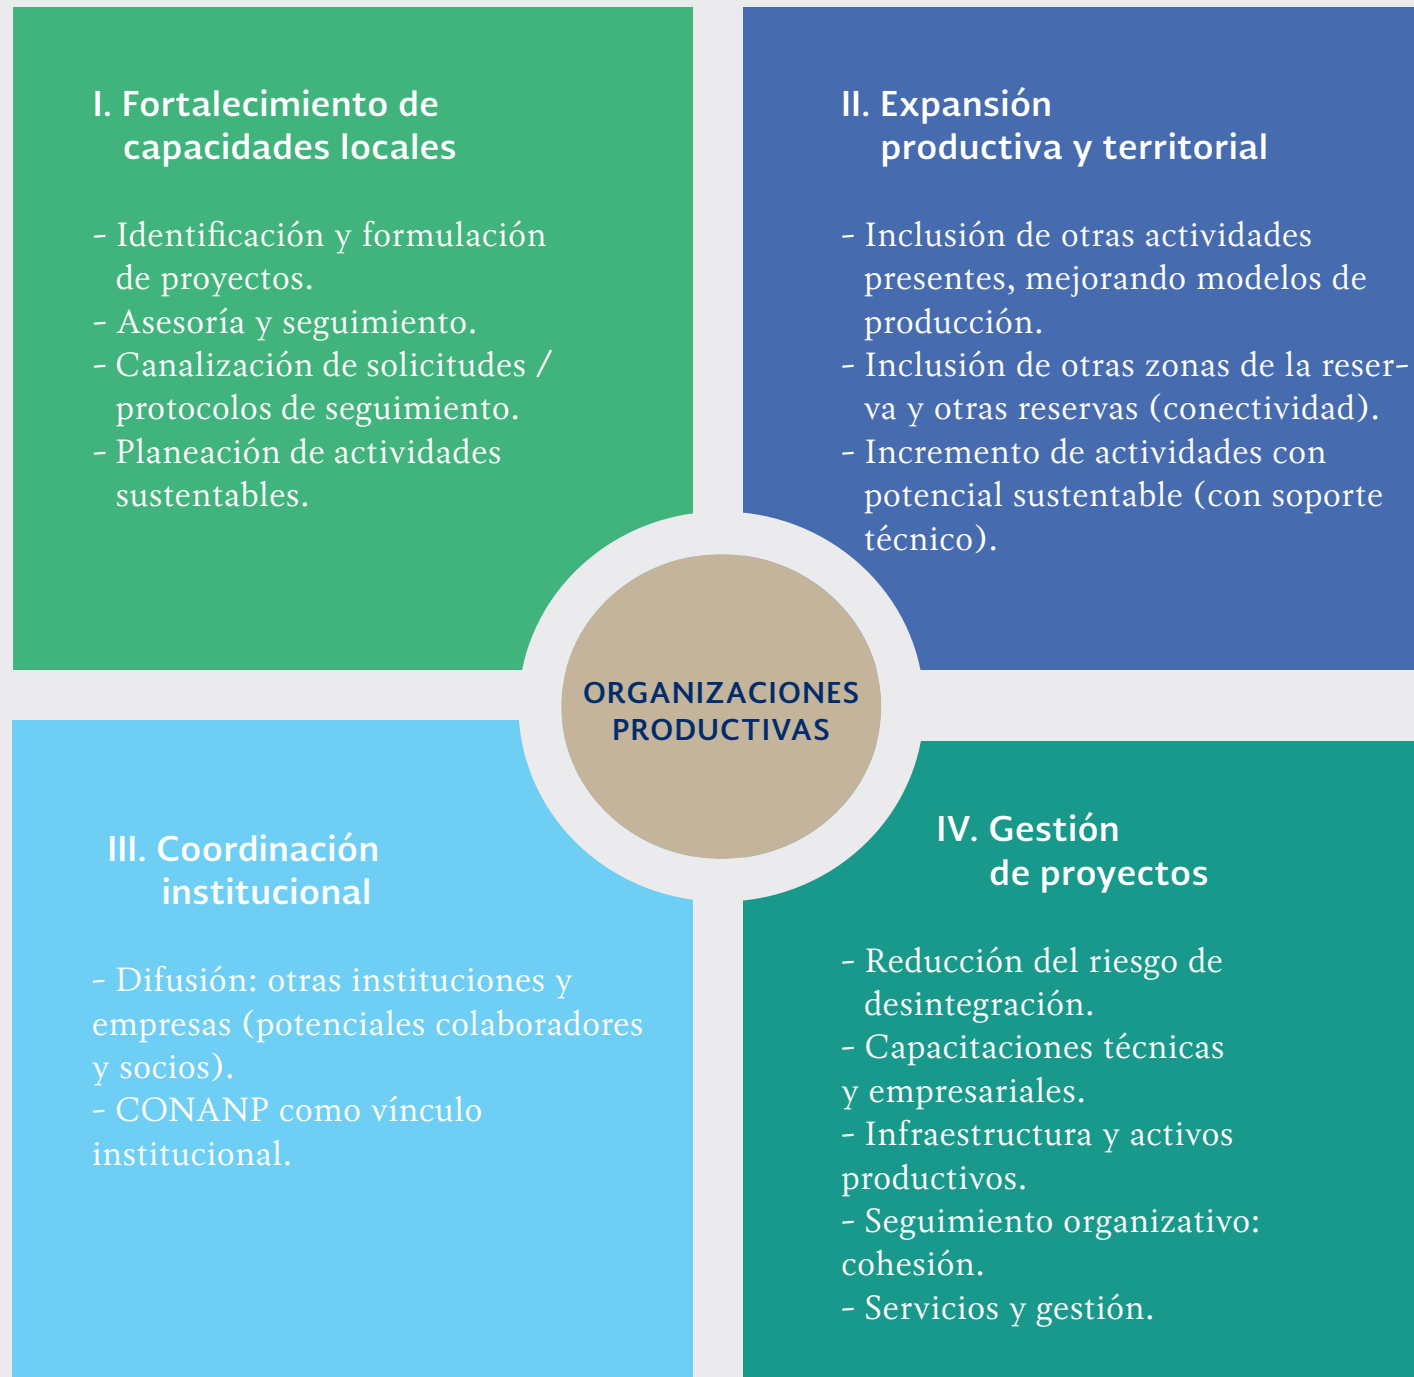 I. Fortalecimiento de
capacidades locales
- Identificación y formulación
de proyectos.
- Asesoría y seguimiento.
- Canalización de solicitudes /
protocolos de seguimiento.
- Planeación de actividades
sustentables.
II. Expansión
productiva y territorial
- Inclusión de otras actividades
presentes, mejorando modelos de
producción.
- Inclusión de otras zonas de la reser-
va y otras reservas (conectividad).
- Incremento de actividades con
potencial sustentable (con soporte
técnico).
ORGANIZACIONES
PRODUCTIVAS
III. Coordinación
institucional
- Difusión: otras instituciones y
empresas (potenciales colaboradores
y socios).
- CONANP como vínculo
institucional.
IV. Gestión
de proyectos
- Reducción del riesgo de
desintegración.
- Capacitaciones técnicas
y empresariales.
- Infraestructura y activos
productivos.
- Seguimiento organizativo:
cohesión.
- Servicios y gestión.